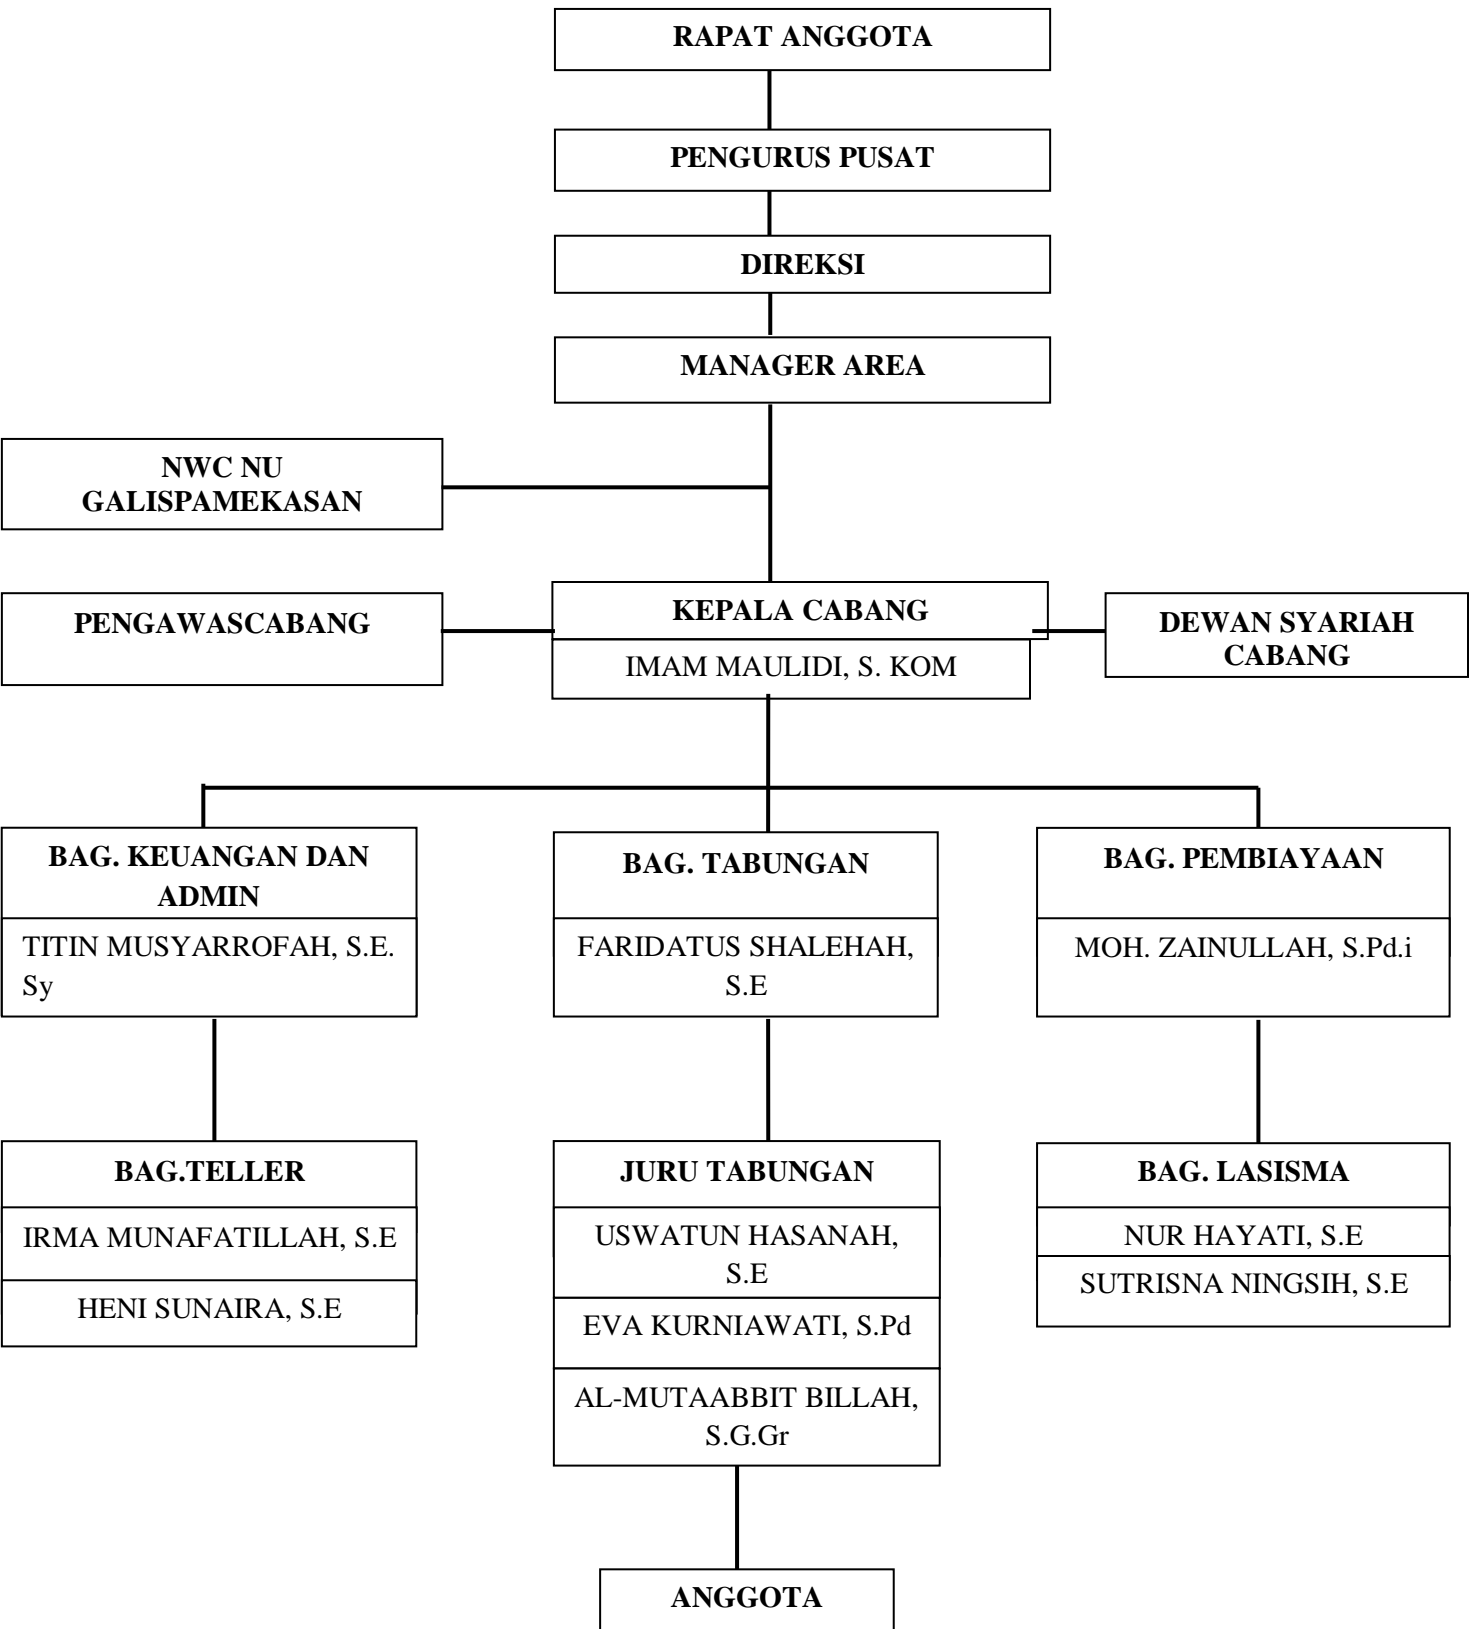 RAPAT ANGGOTA
PENGURUS PUSAT
DIREKSI
MANAGER AREA
NWC NU
GALISPAMEKASAN
PENGAWASCABANG
KEPALA CABANG
IMAM MAULIDI, S. KOM
DEWAN SYARIAH
CABANG
BAG. KEUANGAN DAN
ADMIN
TITIN MUSYARROFAH, S.E.
Sy
BAG. TABUNGAN
FARIDATUS SHALEHAH,
S.E
BAG. PEMBIAYAAN
MOH. ZAINULLAH, S.Pd.i
BAG.TELLER
IRMA MUNAFATILLAH, S.E
HENI SUNAIRA, S.E
JURU TABUNGAN
USWATUN HASANAH,
S.E
EVA KURNIAWATI, S.Pd
AL-MUTAABBIT BILLAH,
S.G.Gr
BAG. LASISMA
NUR HAYATI, S.E
SUTRISNA NINGSIH, S.E
ANGGOTA